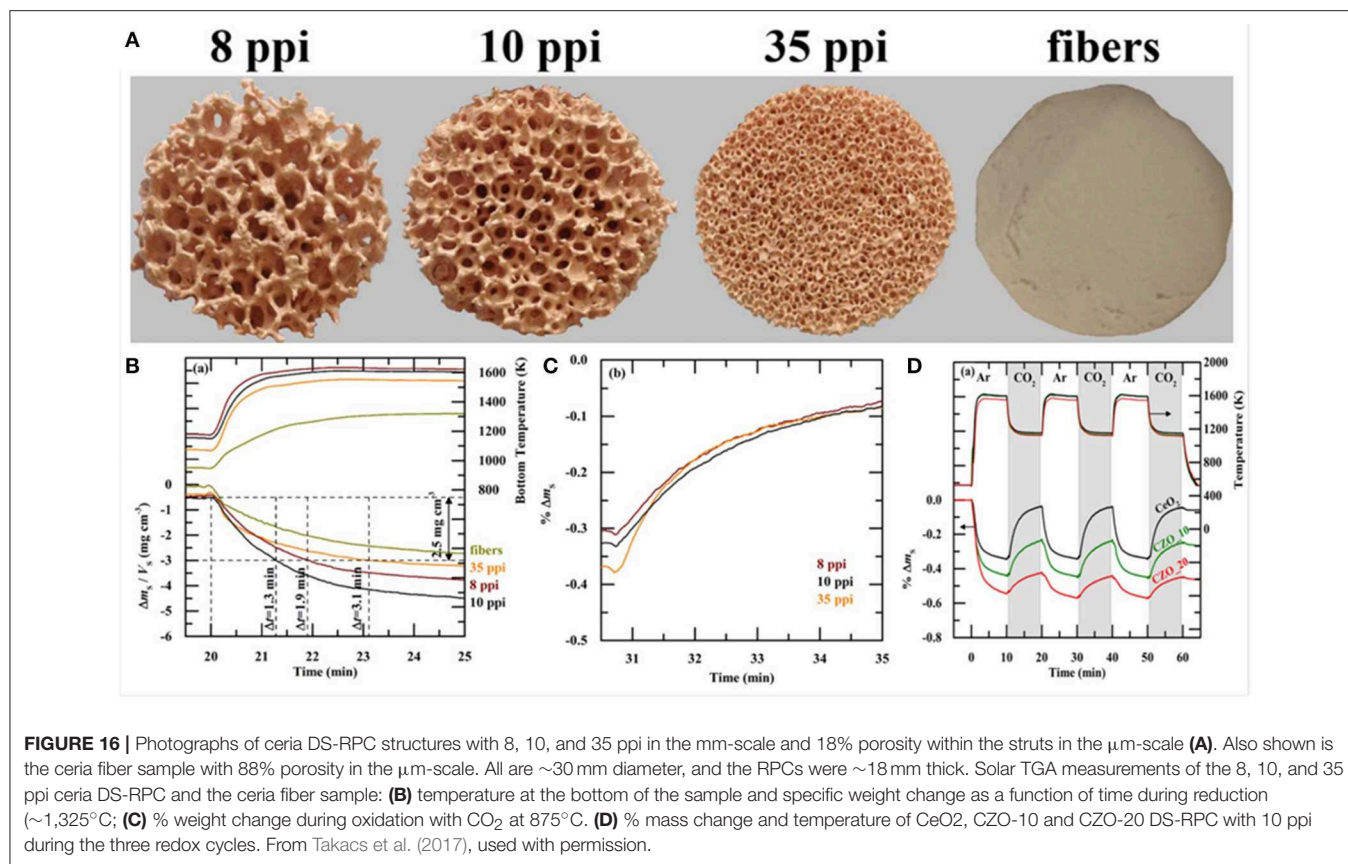 A
8 ppi
10 ppi
35 ppi
fibers
B
(a)
1600
1500
1400
1300
1200
1100
1000
900
800
Bottom Temperature (K)
0
-1
-2
-3
-4
-5
-6
Δmₛ / Vₛ (mg cm⁻³)
2.5 mg cm⁻³
fibers
35 ppi
8 ppi
10 ppi
Δt=1.3 min
Δt=1.9 min
Δt=3.1 min
20
21
22
23
24
25
Time (min)
C
(b)
0.0
-0.1
-0.2
-0.3
-0.4
-0.5
% Δmₛ
8 ppi
10 ppi
35 ppi
31
32
33
34
35
Time (min)
D
(a)
Ar
CO₂
Ar
CO₂
Ar
CO₂
2000
1600
1200
800
400
0
Temperature (K)
0.0
-0.2
-0.4
-0.6
-0.8
% Δmₛ
CeO₂
CZO_10
CZO_20
0
10
20
30
40
50
60
Time (min)
FIGURE 16 | Photographs of ceria DS-RPC structures with 8, 10, and 35 ppi in the mm-scale and 18% porosity within the struts in the μm-scale (A). Also shown is
the ceria fiber sample with 88% porosity in the μm-scale. All are ~30 mm diameter, and the RPCs were ~18 mm thick. Solar TGA measurements of the 8, 10, and 35
ppi ceria DS-RPC and the ceria fiber sample: (B) temperature at the bottom of the sample and specific weight change as a function of time during reduction
(~1,325°C; (C) % weight change during oxidation with CO₂ at 875°C. (D) % mass change and temperature of CeO2, CZO-10 and CZO-20 DS-RPC with 10 ppi
during the three redox cycles. From Takacs et al. (2017), used with permission.